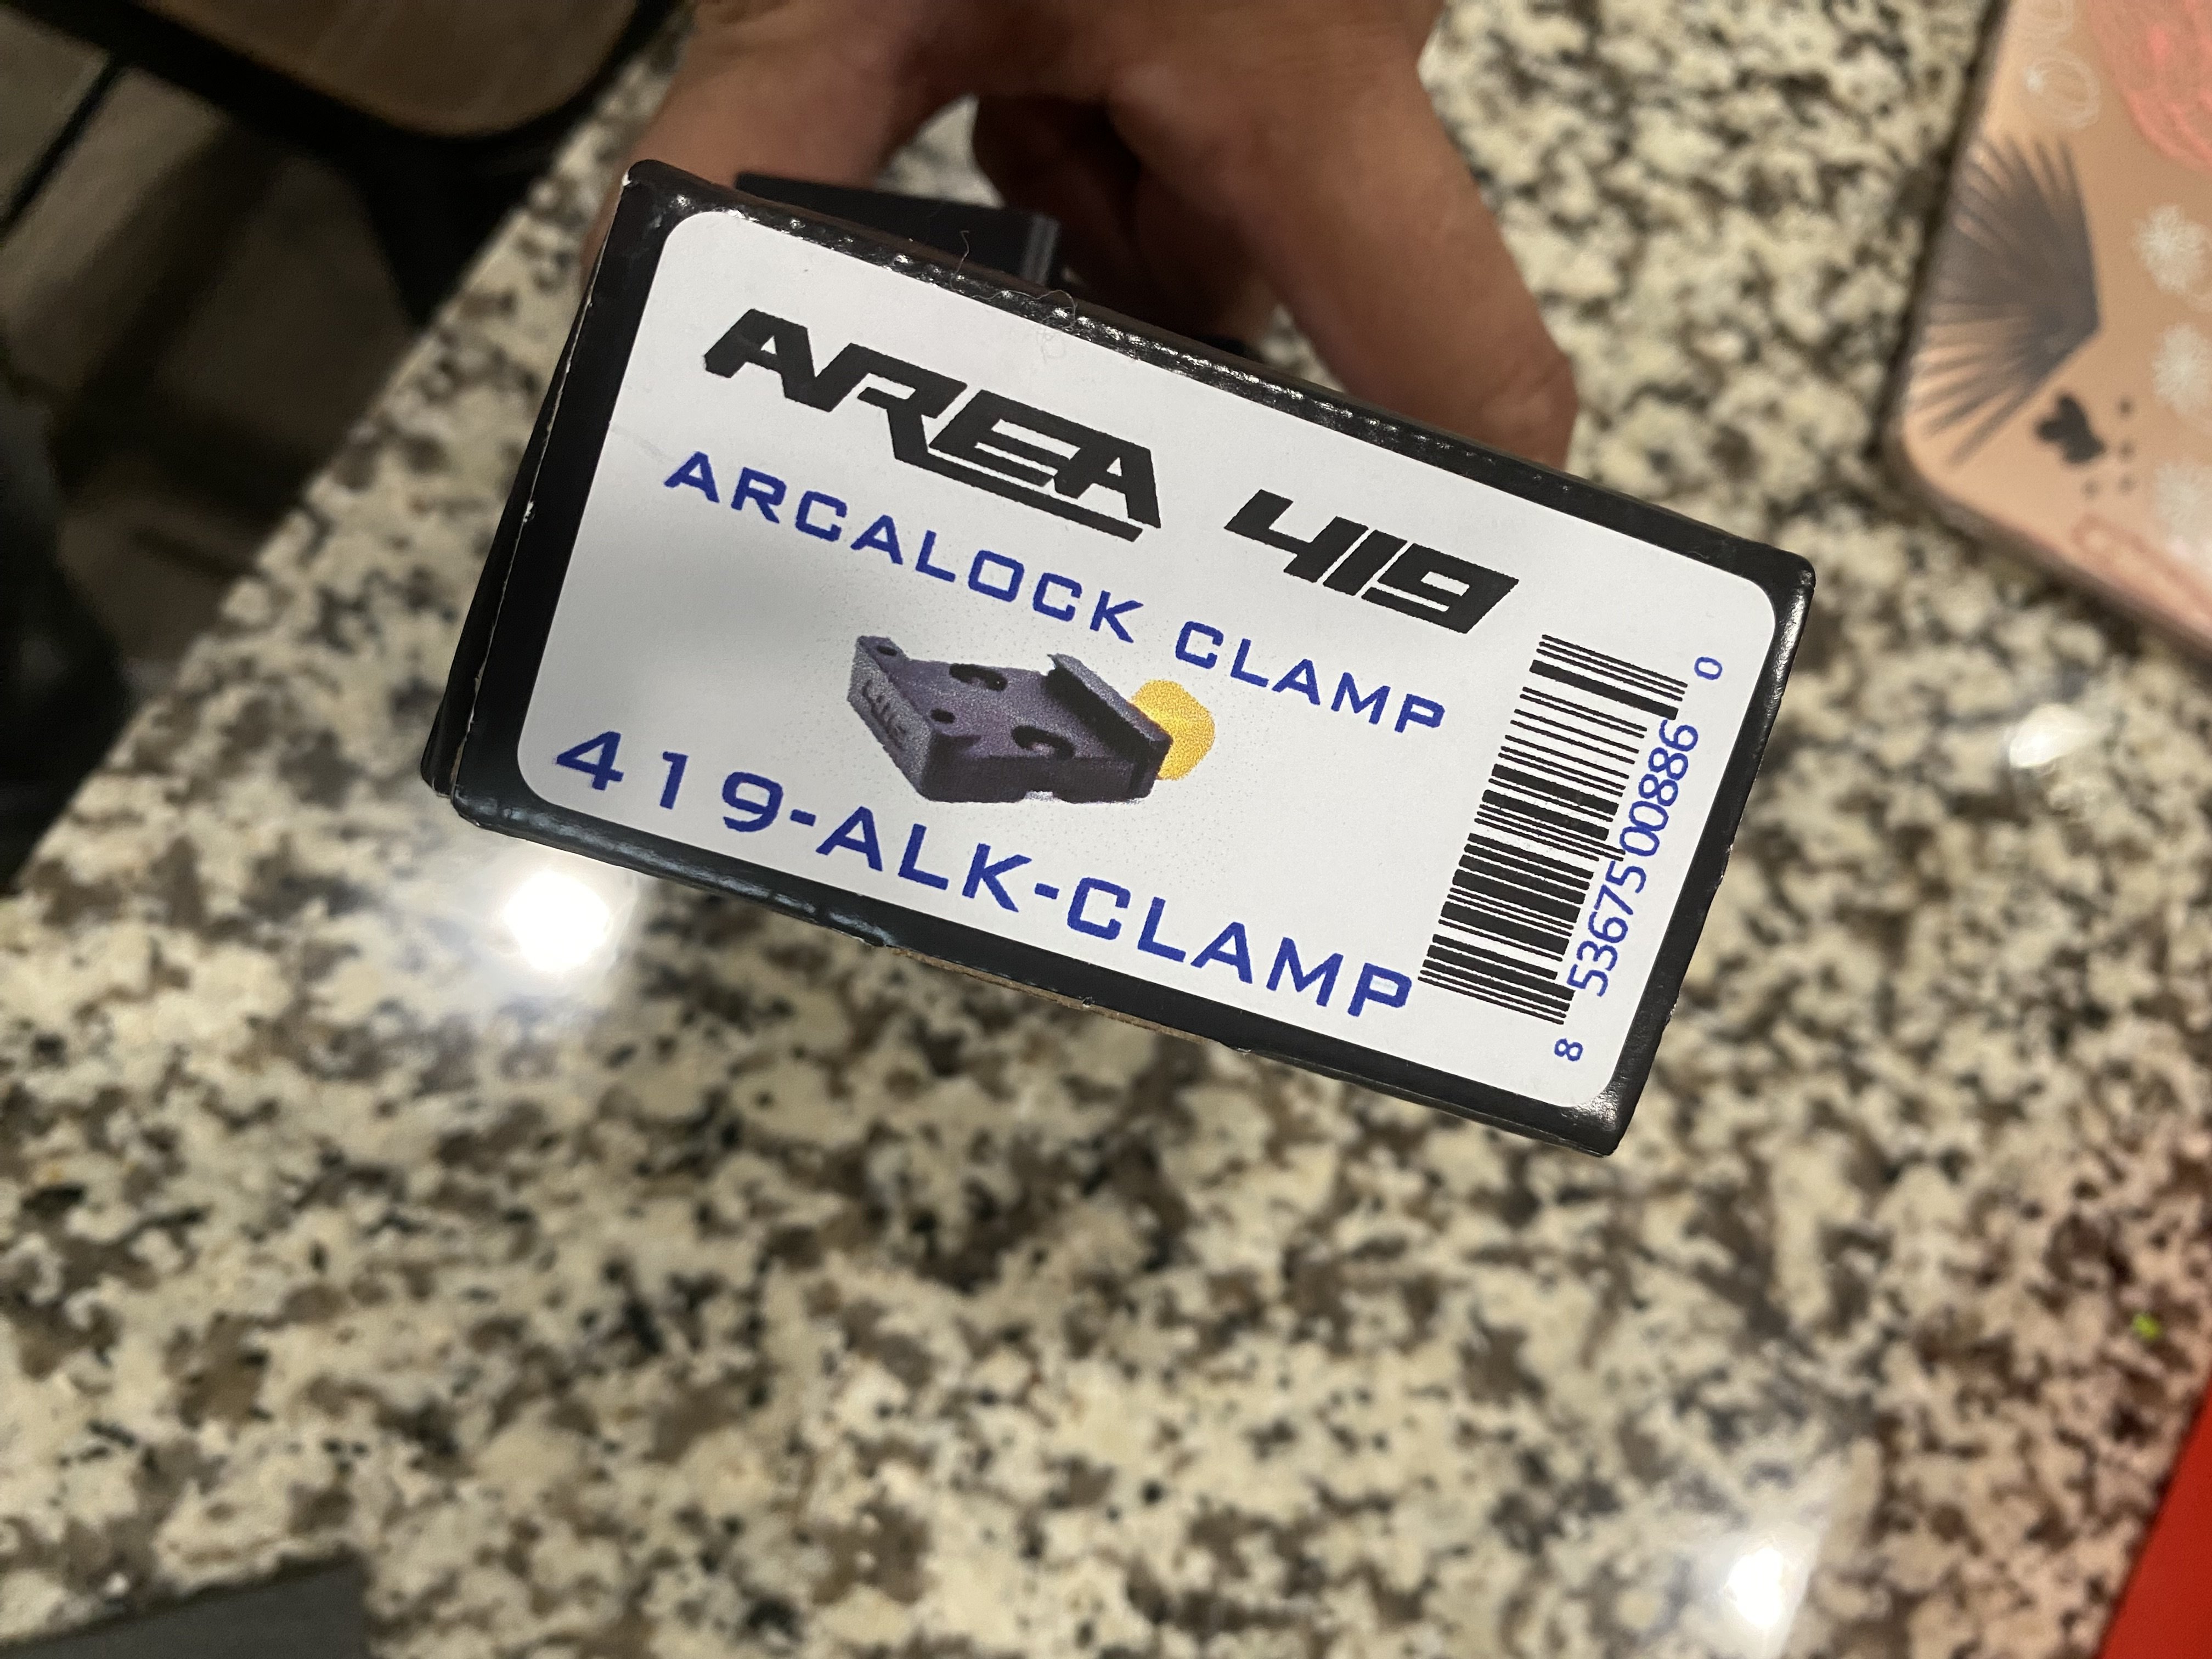 AREA 419
ARCALOCK CLAMP
419-ALK-CLAMP
8 53675 00886 0